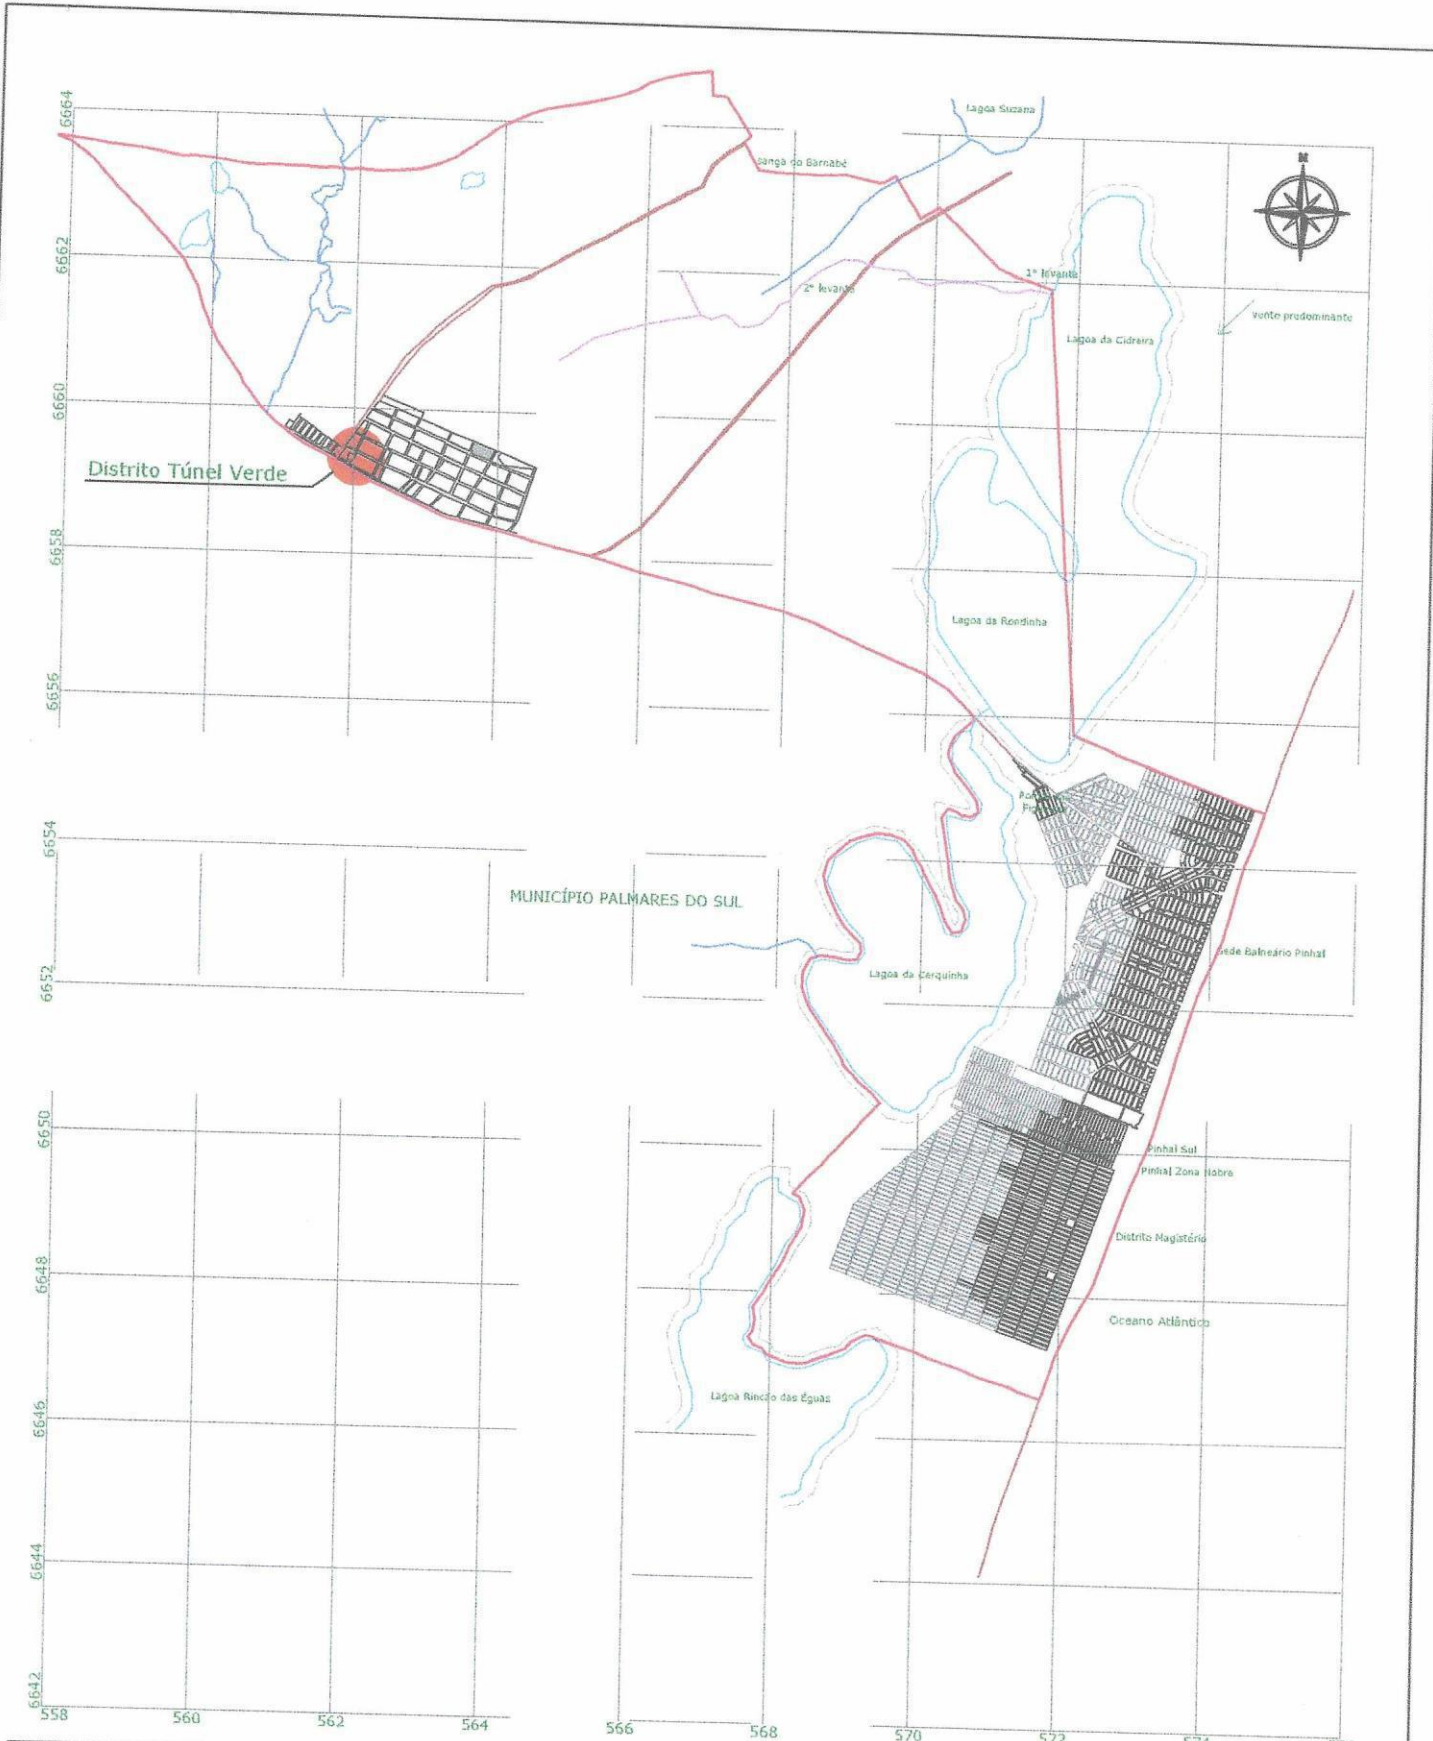 6664
Lagoa Suzana
sanga do Barnabé
N
6662
1° levante
2° levante
vento predominante
Lagoa da Cidreira
6660
Distrito Túnel Verde
6658
Lagoa da Rondinha
6656
6654
MUNICÍPIO PALMARES DO SUL
Sede Balneário Pinhal
Lagoa da Cerquinha
6652
6650
Pinhal Sul
Pinhal Zona Nobre
Distrito Magistério
6648
Oceano Atlântico
Lagoa Rincão das Éguas
6646
6644
6642
558
560
562
564
566
568
570
572